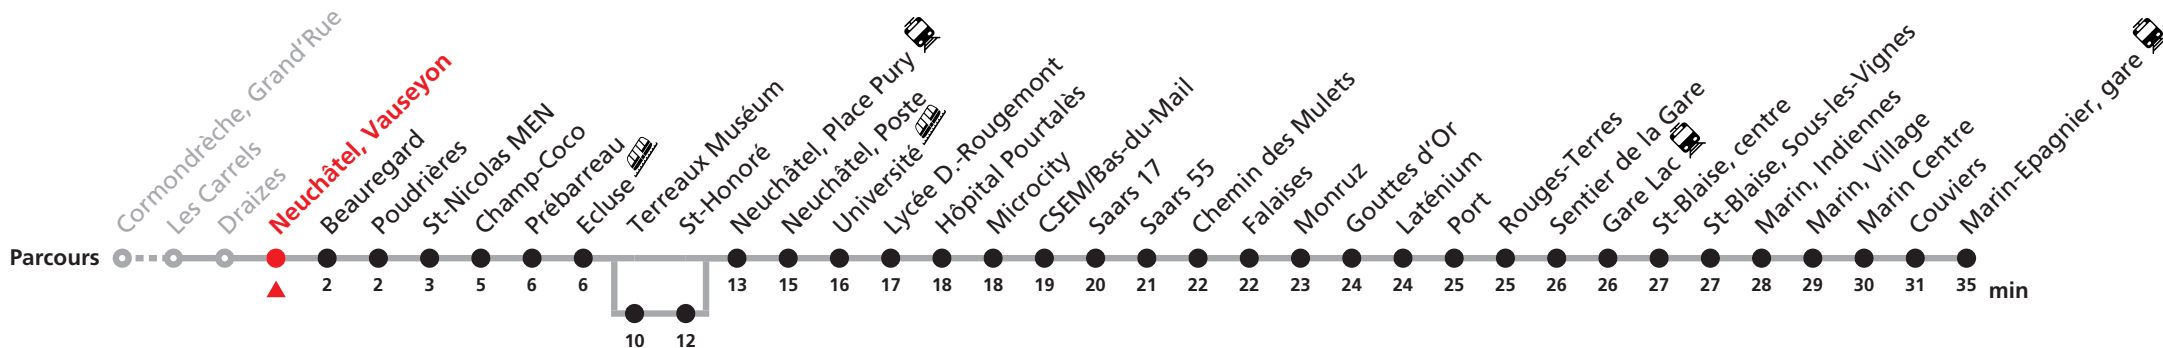 Cormondrèche, Grand'Rue
Les Carrels
Draizes
Neuchâtel, Vauseyon
Beauregard
Poudrières
St-Nicolas MEN
Champ-Coco
Prébarreau
Ecluse
Terreaux Muséum
St-Honoré
Neuchâtel, Place Pury
Neuchâtel, Poste
Université
Lycée D.-Rougemont
Hôpital Pourtalès
Microcity
CSEM/Bas-du-Mail
Saars 17
Saars 55
Chemin des Mulets
Falaises
Monruz
Gouttes d'Or
Laténium
Port
Rouges-Terres
Sentier de la Gare
Gare Lac
St-Blaise, centre
St-Blaise, Sous-les-Vignes
Marin, Indiennes
Marin, Village
Marin Centre
Couviers
Marin-Epagnier, gare
Parcours
2 2 3 5 6 6 13 15 16 17 18 18 19 20 21 22 22 23 24 24 25 25 26 26 27 27 28 29 30 31 35 min
10 12